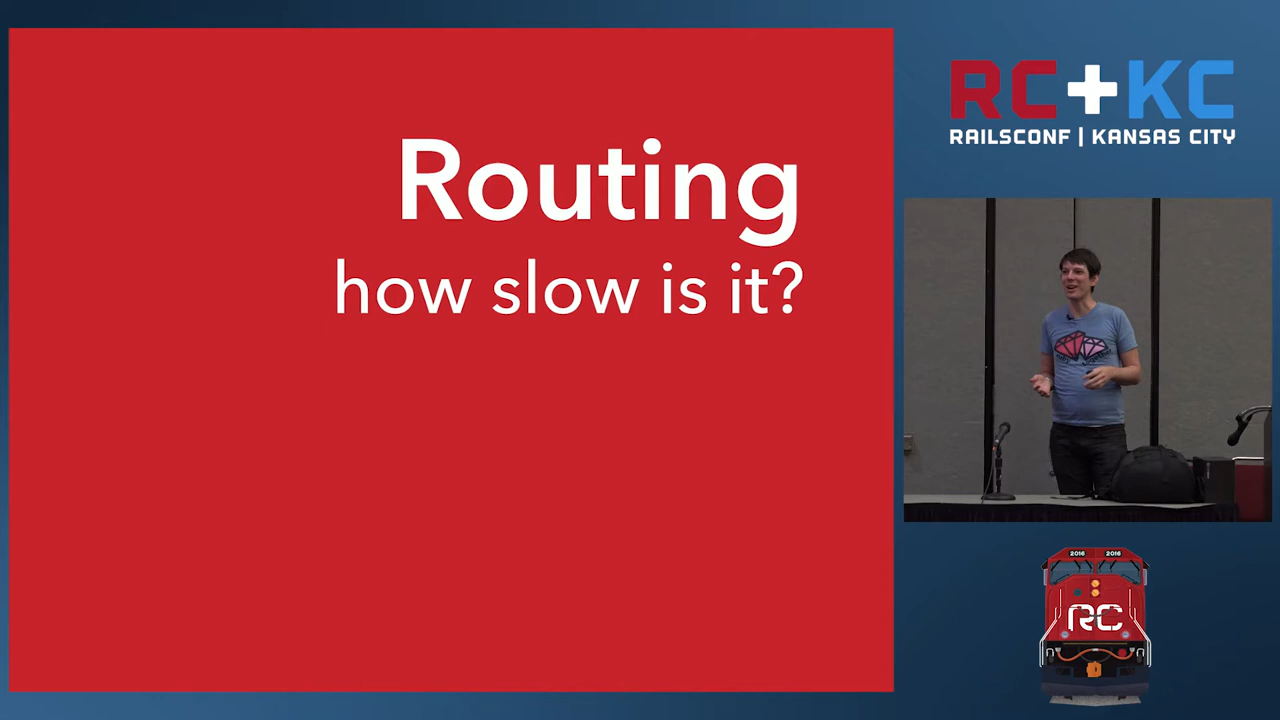 Routing
how slow is it?
RC+KC
RAILSCONF | KANSAS CITY
2016
2016
RC